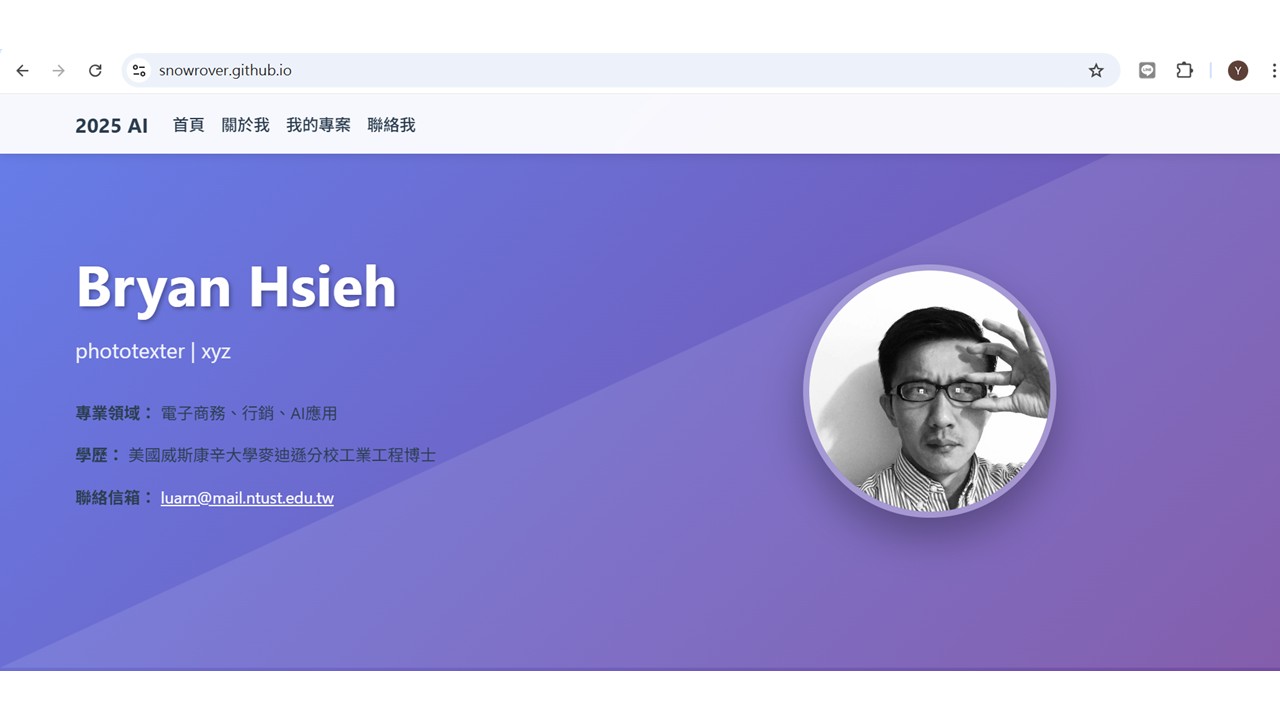 snowrover.github.io
Y
2025 AI 首頁 關於我 我的專案 聯絡我
Bryan Hsieh
phototexter | xyz
專業領域： 電子商務、行銷、AI應用
學歷： 美國威斯康辛大學麥迪遜分校工業工程博士
聯絡信箱： luarn@mail.ntust.edu.tw